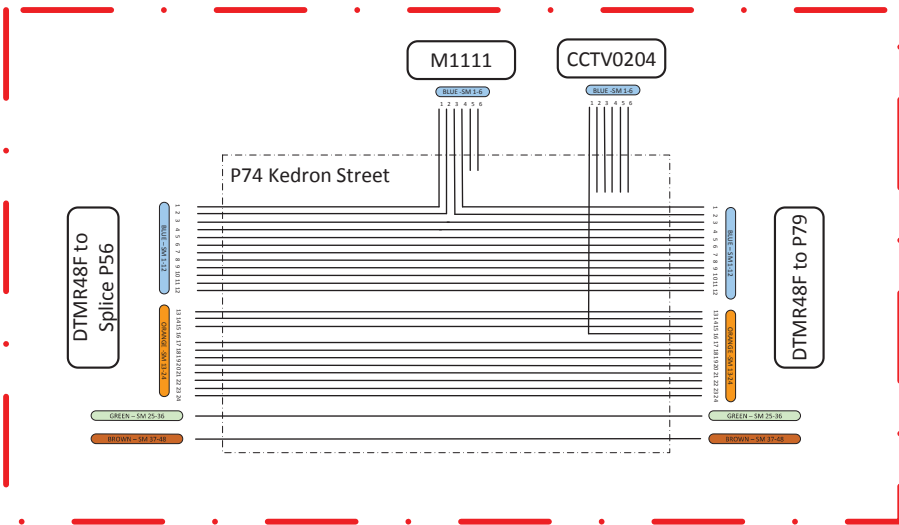 M1111
CCTV0204
BLUE -SM 1-6
BLUE -SM 1-6
1 2 3 4 5 6
1 2 3 4 5 6
P74 Kedron Street
DTMR48F to
Splice P56
BLUE – SM 1-12
1
2
3
4
5
6
7
8
9
10
11
12
ORANGE -SM 13-24
13
14
15
16
17
18
19
20
21
22
23
24
GREEN – SM 25-36
BROWN – SM 37-48
1
2
3
4
5
6
7
8
9
10
11
12
BLUE – SM 1-12
13
14
15
16
17
18
19
20
21
22
23
24
ORANGE -SM 13-24
GREEN – SM 25-36
BROWN – SM 37-48
DTMR48F to P79